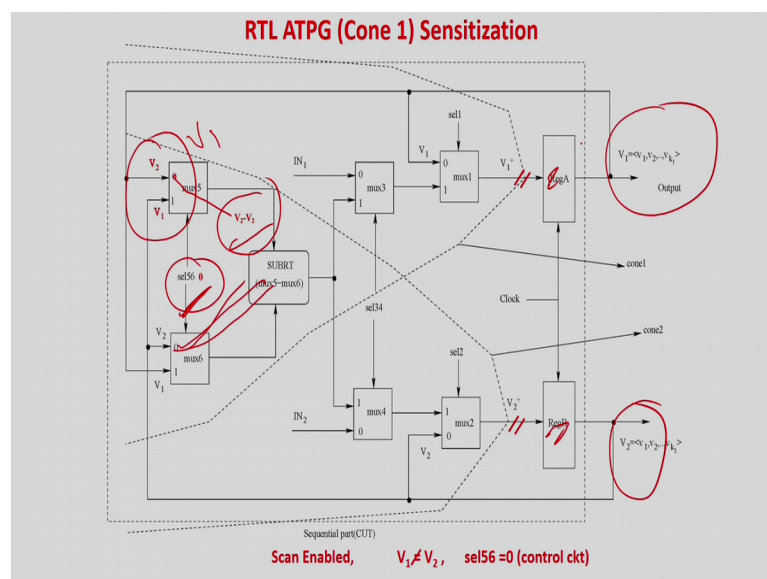 RTL ATPG (Cone 1) Sensitization
sel1
V1
V1
0
mux1
1
V1+
RegA
V1=<v1,v2,..,vk1>
Output
IN1
0
mux3
1
V2
0
mux5
V1
1
V1-V2
SUBRT
(mux5-mux6)
sel56 0
sel34
cone1
Clock
V2
0
mux6
1
V1
cone2
sel2
IN2
1
mux4
0
1
mux2
0
V2
V2+
RegB
V2=<v1,v2,..,vk2>
Sequential part(CUT)
Scan Enabled, V1≠V2 , sel56 =0 (control ckt)